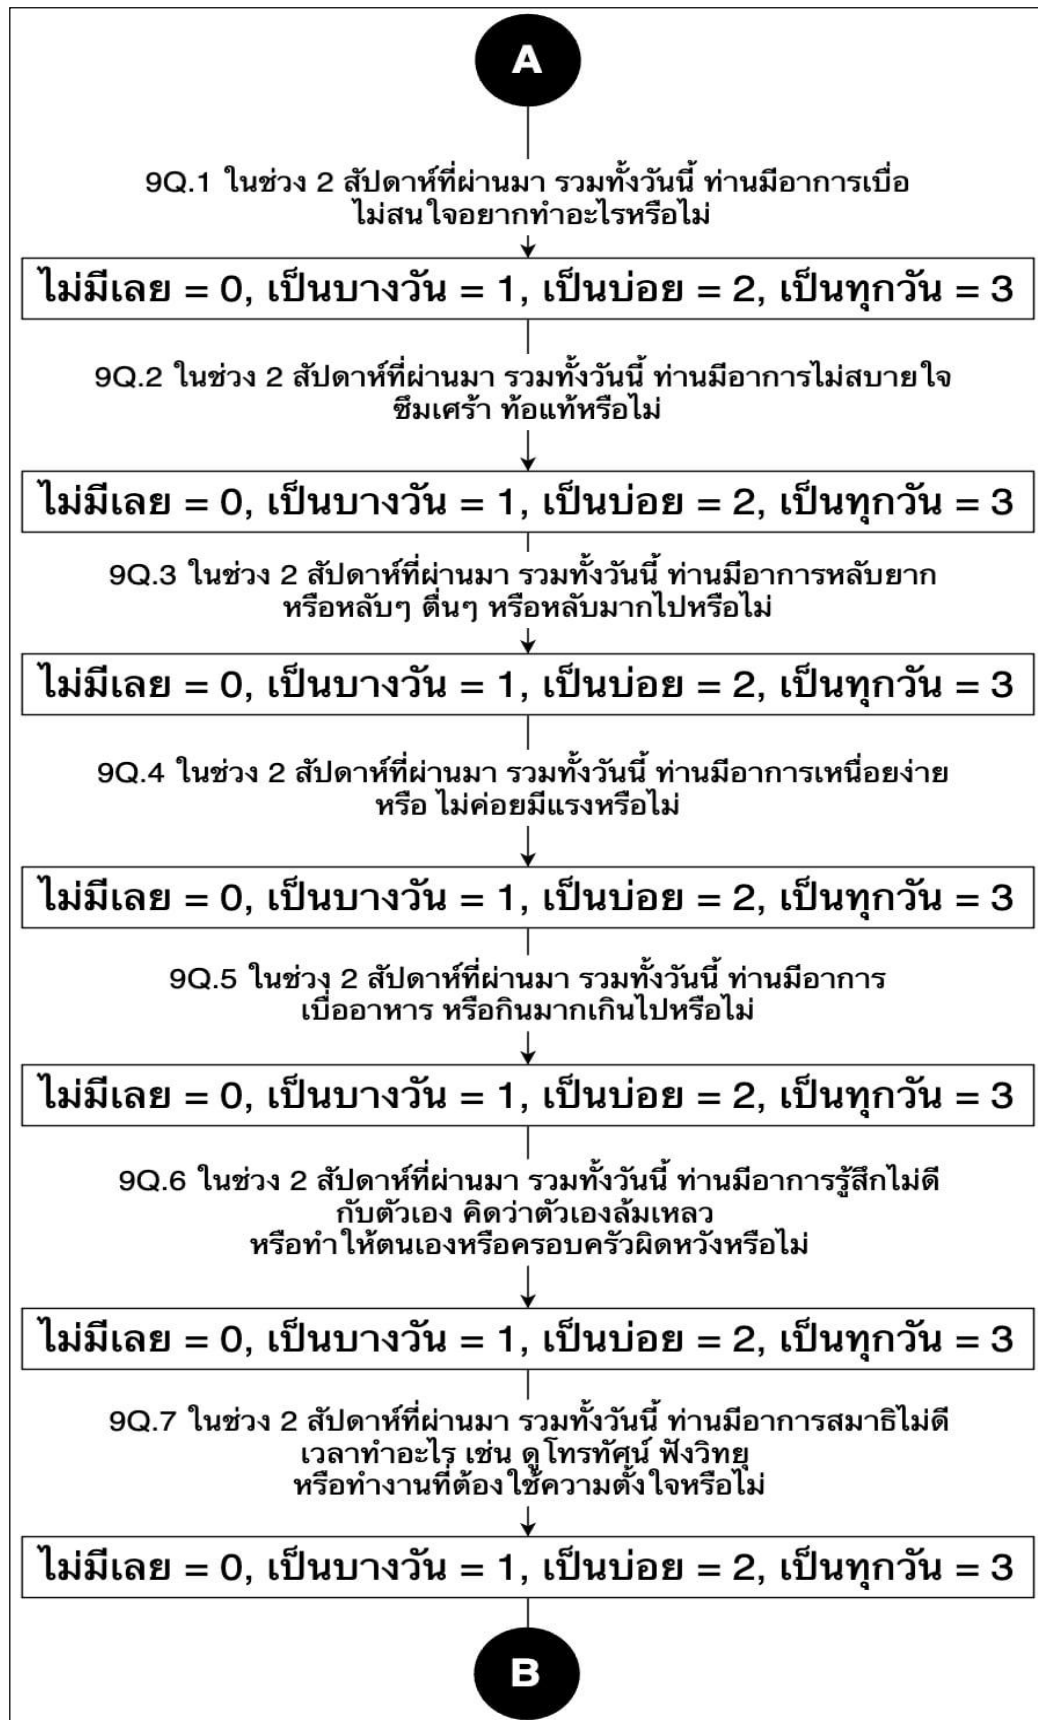 A
9Q.1 ในช่วง 2 สัปดาห์ที่ผ่านมา รวมทั้งวันนี้ ท่านมีอาการเบื่อ
ไม่สนใจอยากทำอะไรหรือไม่
ไม่มีเลย = 0, เป็นบางวัน = 1, เป็นบ่อย = 2, เป็นทุกวัน = 3
9Q.2 ในช่วง 2 สัปดาห์ที่ผ่านมา รวมทั้งวันนี้ ท่านมีอาการไม่สบายใจ
ซึมเศร้า ท้อแท้หรือไม่
ไม่มีเลย = 0, เป็นบางวัน = 1, เป็นบ่อย = 2, เป็นทุกวัน = 3
9Q.3 ในช่วง 2 สัปดาห์ที่ผ่านมา รวมทั้งวันนี้ ท่านมีอาการหลับยาก
หรือหลับๆ ตื่นๆ หรือหลับมากไปหรือไม่
ไม่มีเลย = 0, เป็นบางวัน = 1, เป็นบ่อย = 2, เป็นทุกวัน = 3
9Q.4 ในช่วง 2 สัปดาห์ที่ผ่านมา รวมทั้งวันนี้ ท่านมีอาการเหนื่อยง่าย
หรือ ไม่ค่อยมีแรงหรือไม่
ไม่มีเลย = 0, เป็นบางวัน = 1, เป็นบ่อย = 2, เป็นทุกวัน = 3
9Q.5 ในช่วง 2 สัปดาห์ที่ผ่านมา รวมทั้งวันนี้ ท่านมีอาการ
เบื่ออาหาร หรือกินมากเกินไปหรือไม่
ไม่มีเลย = 0, เป็นบางวัน = 1, เป็นบ่อย = 2, เป็นทุกวัน = 3
9Q.6 ในช่วง 2 สัปดาห์ที่ผ่านมา รวมทั้งวันนี้ ท่านมีอาการรู้สึกไม่ดี
กับตัวเอง คิดว่าตัวเองล้มเหลว
หรือทำให้ตนเองหรือครอบครัวผิดหวังหรือไม่
ไม่มีเลย = 0, เป็นบางวัน = 1, เป็นบ่อย = 2, เป็นทุกวัน = 3
9Q.7 ในช่วง 2 สัปดาห์ที่ผ่านมา รวมทั้งวันนี้ ท่านมีอาการสมาธิไม่ดี
เวลาทำอะไร เช่น ดูโทรทัศน์ ฟังวิทยุ
หรือทำงานที่ต้องใช้ความตั้งใจหรือไม่
ไม่มีเลย = 0, เป็นบางวัน = 1, เป็นบ่อย = 2, เป็นทุกวัน = 3
B